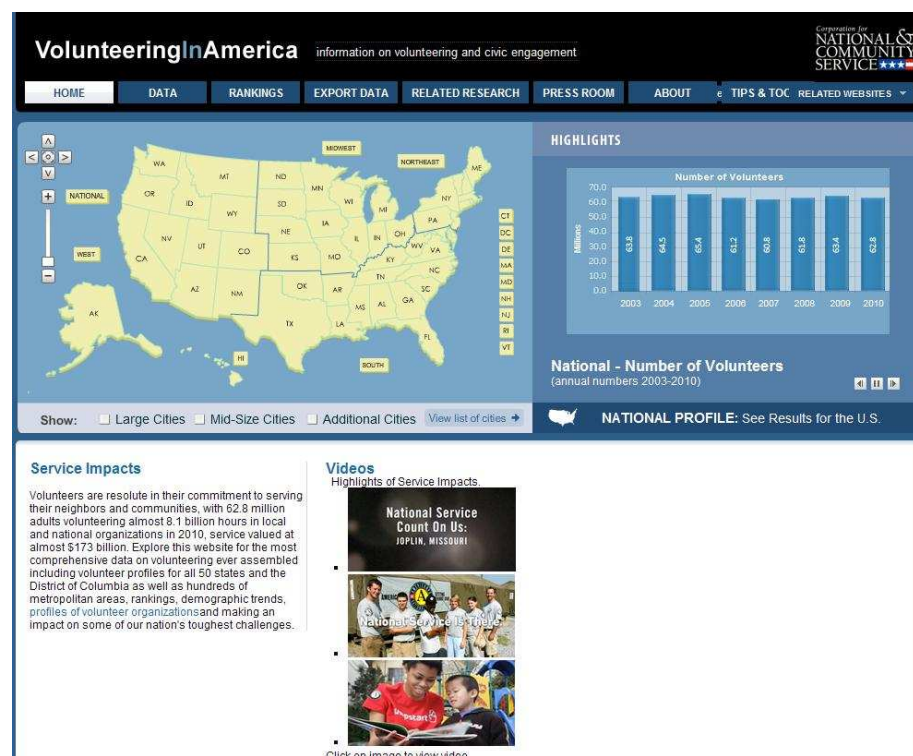 VolunteeringInAmerica
information on volunteering and civic engagement
Corporation for
NATIONAL &
COMMUNITY
SERVICE
HOME
DATA
RANKINGS
EXPORT DATA
RELATED RESEARCH
PRESS ROOM
ABOUT
TIPS & TOC
RELATED WEBSITES
MIDWEST
NORTHEAST
NATIONAL
WEST
SOUTH
WA
MT
ND
MN
ME
OR
ID
WY
SD
WI
MI
NY
NV
UT
CO
NE
IA
IL
IN
OH
PA
CA
KS
MO
KY
WV
VA
AZ
NM
OK
AR
TN
NC
SC
TX
LA
MS
AL
GA
FL
AK
HI
CT
DC
DE
MA
MD
NH
NJ
RI
VT
Show:
Large Cities
Mid-Size Cities
Additional Cities
View list of cities
HIGHLIGHTS
Number of Volunteers
Millions
70.0
60.0
50.0
40.0
30.0
20.0
10.0
0.0
63.8
64.5
65.4
61.2
60.8
61.8
63.4
62.8
2003 2004 2005 2006 2007 2008 2009 2010
National - Number of Volunteers
(annual numbers 2003-2010)
NATIONAL PROFILE: See Results for the U.S.
Service Impacts
Volunteers are resolute in their commitment to serving
their neighbors and communities, with 62.8 million
adults volunteering almost 8.1 billion hours in local
and national organizations in 2010, service valued at
almost $173 billion. Explore this website for the most
comprehensive data on volunteering ever assembled
including volunteer profiles for all 50 states and the
District of Columbia as well as hundreds of
metropolitan areas, rankings, demographic trends,
profiles of volunteer organizationsand making an
impact on some of our nation's toughest challenges.
Videos
Highlights of Service Impacts.
National Service
Count On Us:
JOPLIN, MISSOURI
National Service Is There.
Jumpstart
Click on image to view video